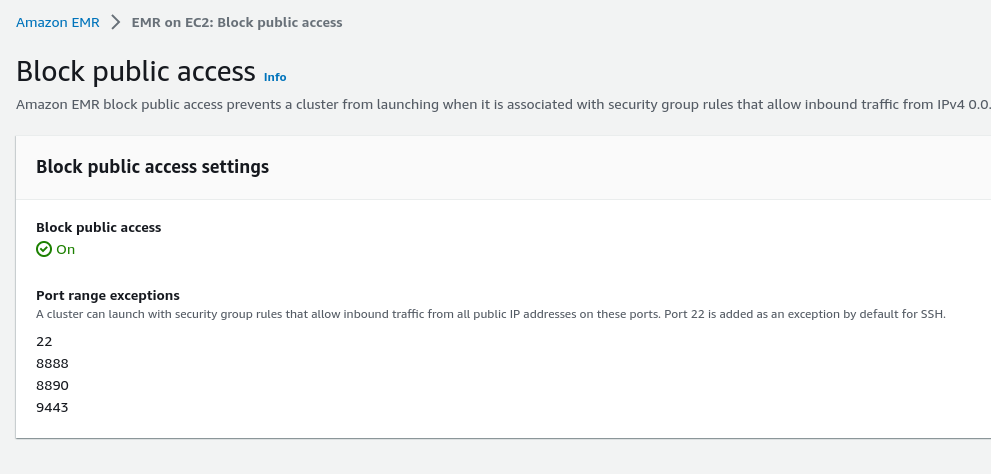 Amazon EMR > EMR on EC2: Block public access
Block public access Info
Amazon EMR block public access prevents a cluster from launching when it is associated with security group rules that allow inbound traffic from IPv4 0.0.
Block public access settings
Block public access
On
Port range exceptions
A cluster can launch with security group rules that allow inbound traffic from all public IP addresses on these ports. Port 22 is added as an exception by default for SSH.
22
8888
8890
9443